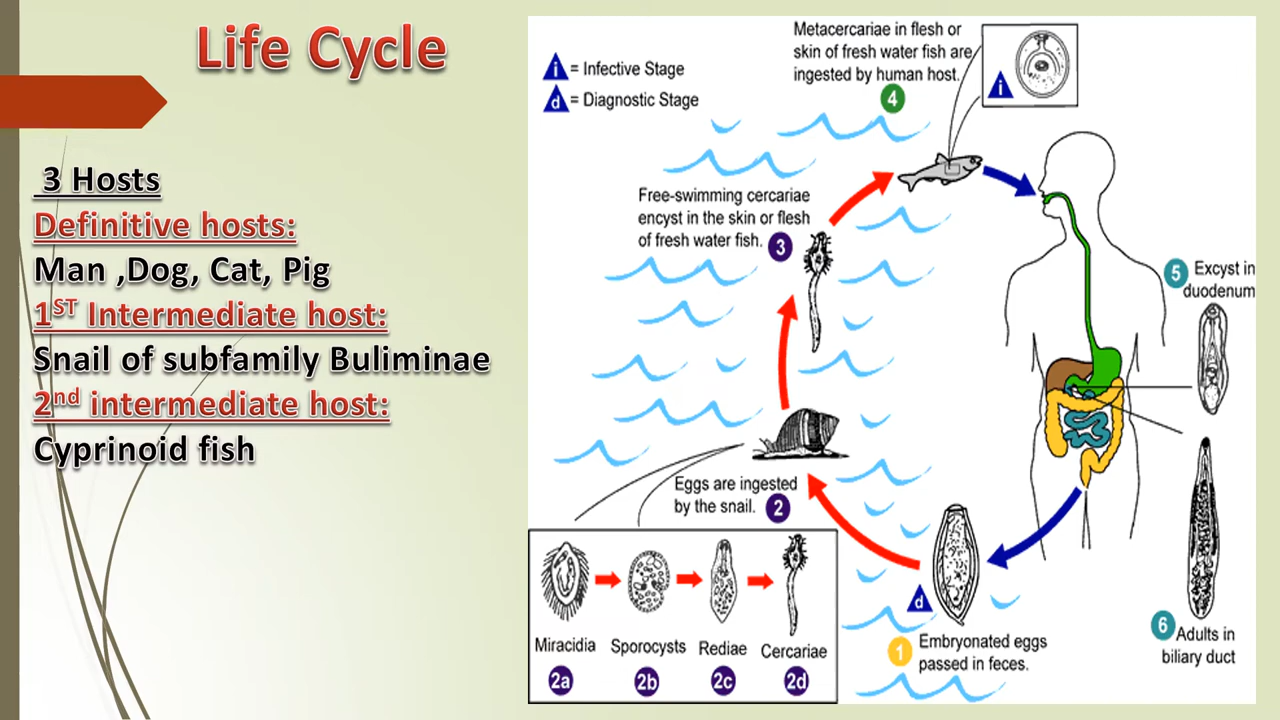 Life Cycle
3 Hosts
Definitive hosts:
Man ,Dog, Cat, Pig
1ST Intermediate host:
Snail of subfamily Buliminae
2nd intermediate host:
Cyprinoid fish
i = Infective Stage
d = Diagnostic Stage
Metacercariae in flesh or
skin of fresh water fish are
ingested by human host.
4
i
Free-swimming cercariae
encyst in the skin or flesh
of fresh water fish.
3
5
Excyst in
duodenum
Eggs are ingested
by the snail.
2
Miracidia
Sporocysts
Rediae
Cercariae
2a
2b
2c
2d
d
1
Embryonated eggs
passed in feces.
6
Adults in
biliary duct